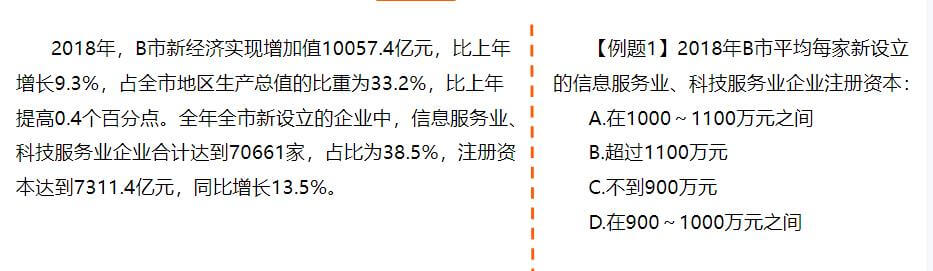 2018年，B市新经济实现增加值10057.4亿元，比上年
增长9.3%，占全市地区生产总值的比重为33.2%，比上年
提高0.4个百分点。全年全市新设立的企业中，信息服务业、
科技服务业企业合计达到70661家，占比为38.5%，注册资
本达到7311.4亿元，同比增长13.5%。
【例题1】2018年B市平均每家新设立
的信息服务业、科技服务业企业注册资本：
A.在1000～1100万元之间
B.超过1100万元
C.不到900万元
D.在900～1000万元之间